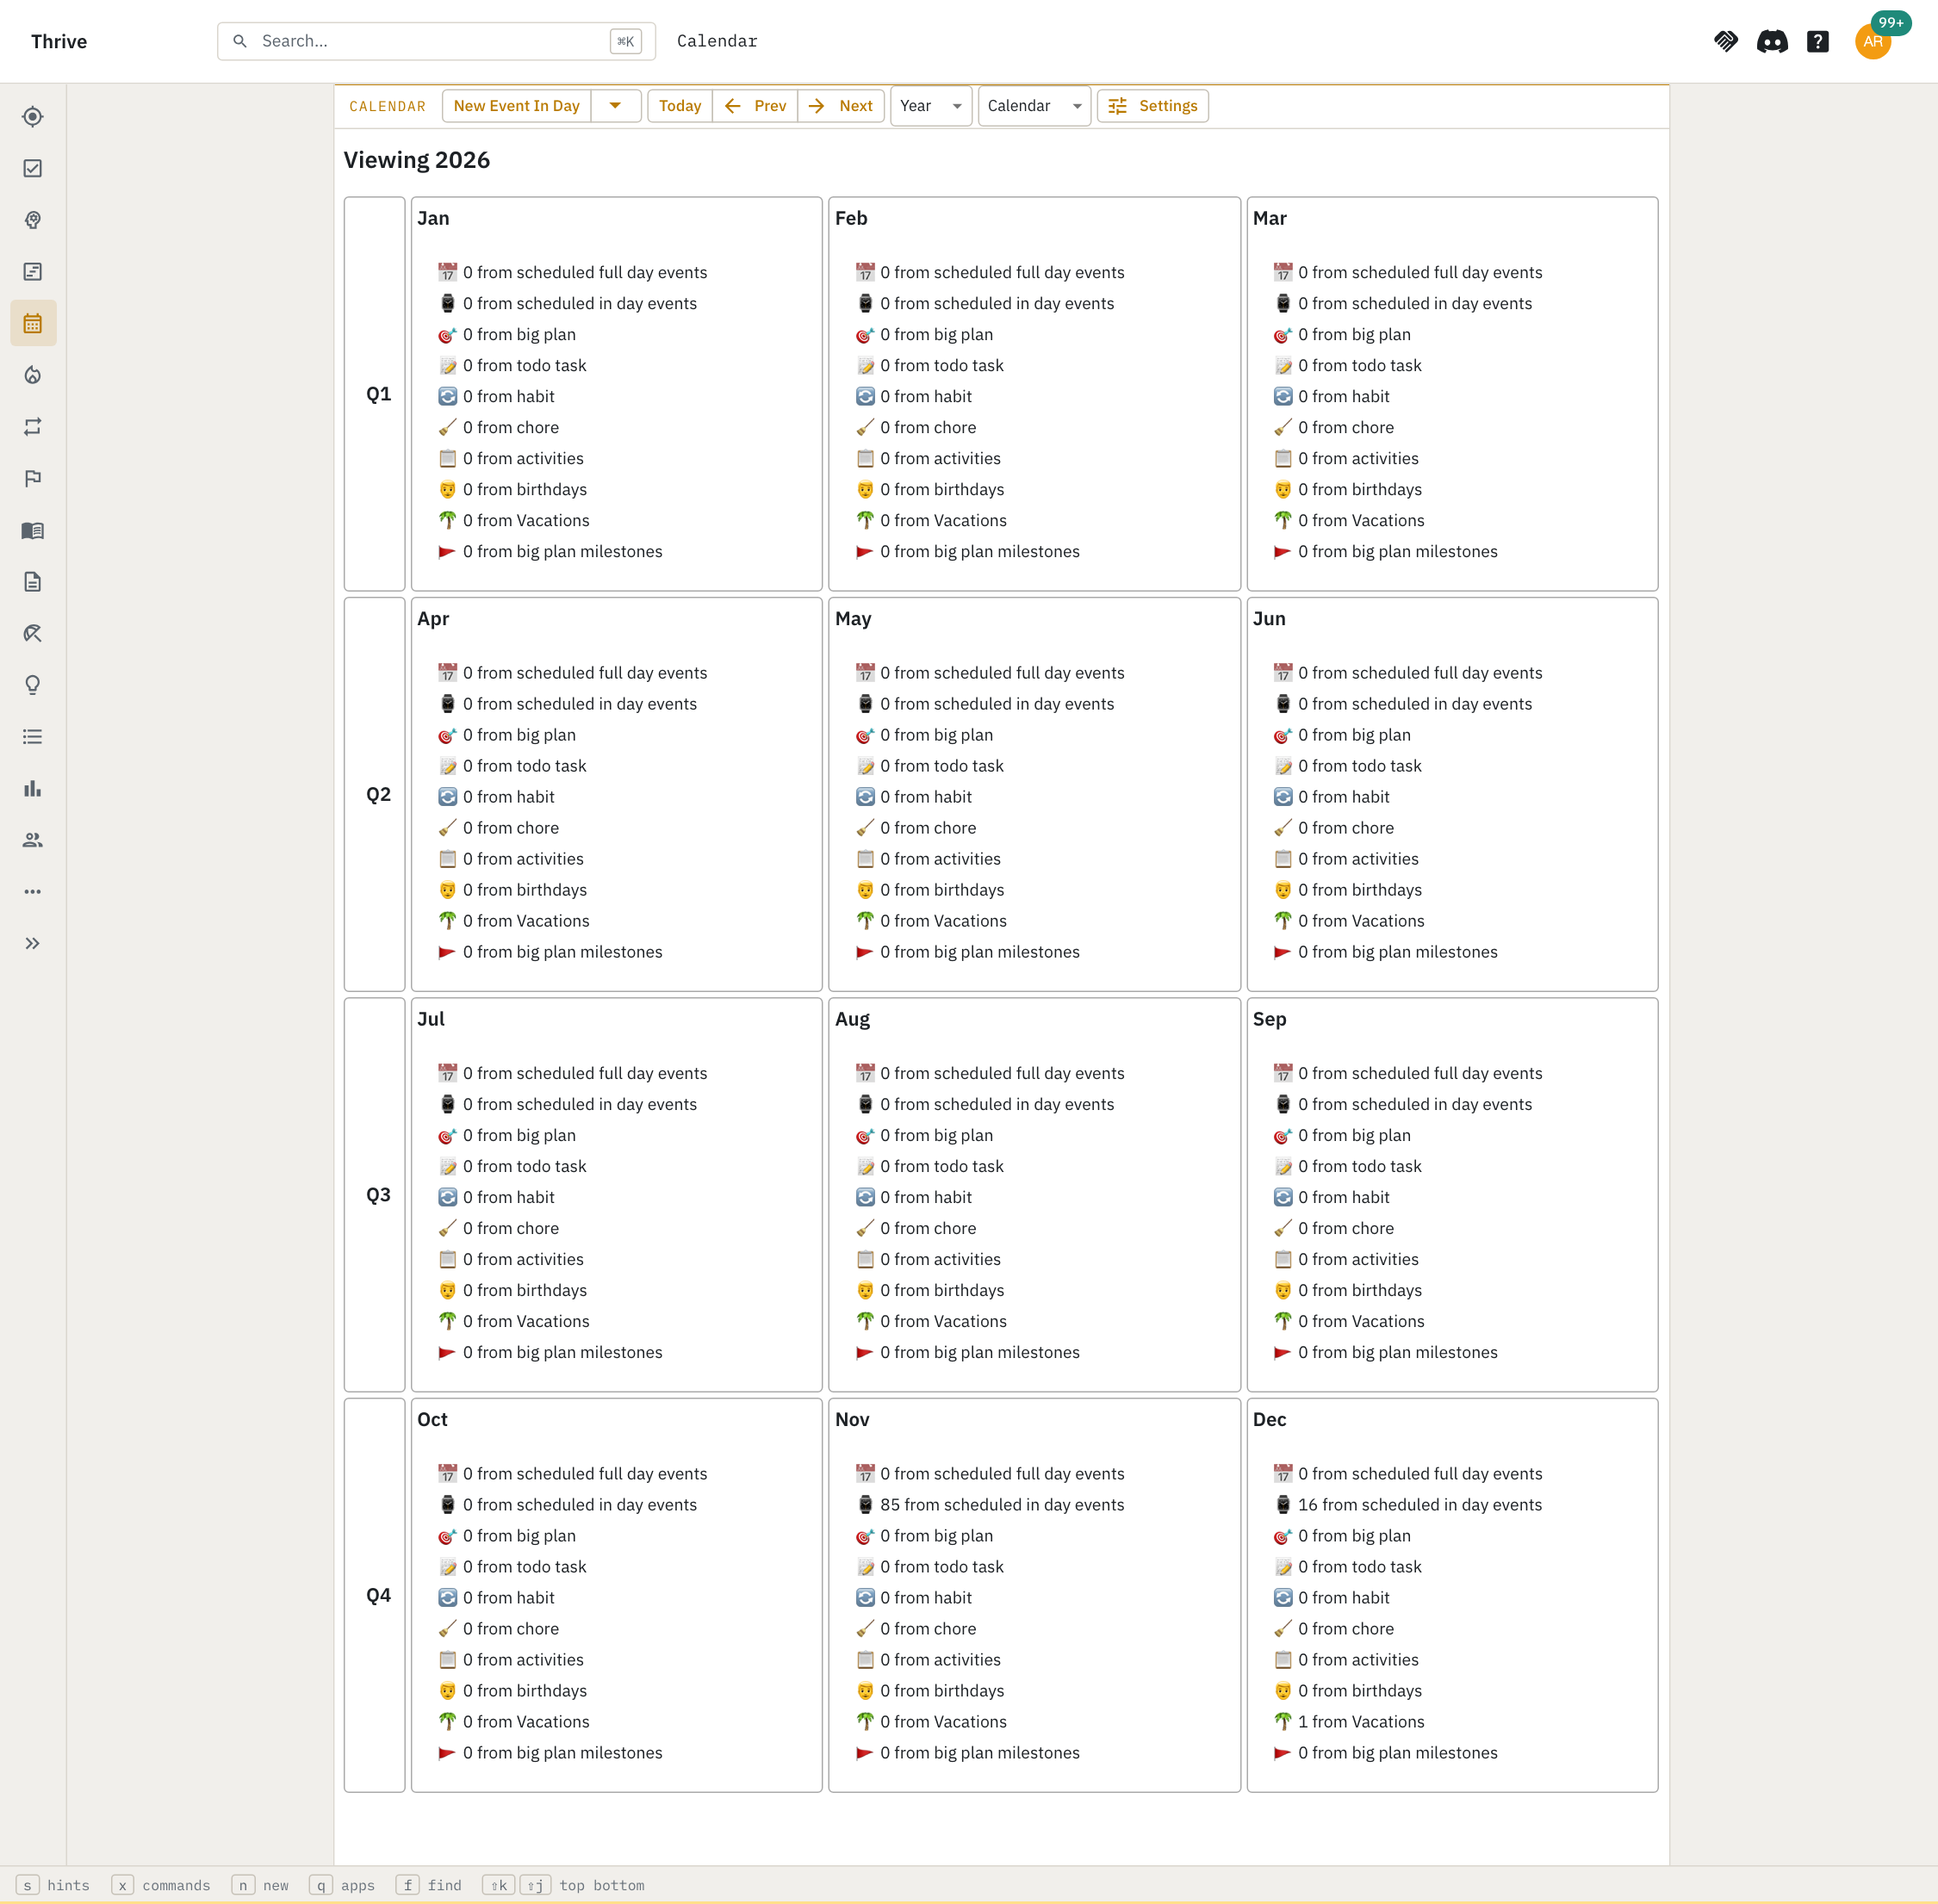 Thrive
Search...
⌘K
Calendar
99+
AR
CALENDAR
New Event In Day
Today
Prev
Next
Year
Calendar
Settings
Viewing 2026
Q1
Jan
17 0 from scheduled full day events
0 from scheduled in day events
0 from big plan
0 from todo task
0 from habit
0 from chore
0 from activities
0 from birthdays
0 from Vacations
0 from big plan milestones
Feb
17 0 from scheduled full day events
0 from scheduled in day events
0 from big plan
0 from todo task
0 from habit
0 from chore
0 from activities
0 from birthdays
0 from Vacations
0 from big plan milestones
Mar
17 0 from scheduled full day events
0 from scheduled in day events
0 from big plan
0 from todo task
0 from habit
0 from chore
0 from activities
0 from birthdays
0 from Vacations
0 from big plan milestones
Q2
Apr
17 0 from scheduled full day events
0 from scheduled in day events
0 from big plan
0 from todo task
0 from habit
0 from chore
0 from activities
0 from birthdays
0 from Vacations
0 from big plan milestones
May
17 0 from scheduled full day events
0 from scheduled in day events
0 from big plan
0 from todo task
0 from habit
0 from chore
0 from activities
0 from birthdays
0 from Vacations
0 from big plan milestones
Jun
17 0 from scheduled full day events
0 from scheduled in day events
0 from big plan
0 from todo task
0 from habit
0 from chore
0 from activities
0 from birthdays
0 from Vacations
0 from big plan milestones
Q3
Jul
17 0 from scheduled full day events
0 from scheduled in day events
0 from big plan
0 from todo task
0 from habit
0 from chore
0 from activities
0 from birthdays
0 from Vacations
0 from big plan milestones
Aug
17 0 from scheduled full day events
0 from scheduled in day events
0 from big plan
0 from todo task
0 from habit
0 from chore
0 from activities
0 from birthdays
0 from Vacations
0 from big plan milestones
Sep
17 0 from scheduled full day events
0 from scheduled in day events
0 from big plan
0 from todo task
0 from habit
0 from chore
0 from activities
0 from birthdays
0 from Vacations
0 from big plan milestones
Q4
Oct
17 0 from scheduled full day events
0 from scheduled in day events
0 from big plan
0 from todo task
0 from habit
0 from chore
0 from activities
0 from birthdays
0 from Vacations
0 from big plan milestones
Nov
17 0 from scheduled full day events
85 from scheduled in day events
0 from big plan
0 from todo task
0 from habit
0 from chore
0 from activities
0 from birthdays
0 from Vacations
0 from big plan milestones
Dec
17 0 from scheduled full day events
16 from scheduled in day events
0 from big plan
0 from todo task
0 from habit
0 from chore
0 from activities
0 from birthdays
1 from Vacations
0 from big plan milestones
s hints x commands n new q apps f find ⇧k ⇧j top bottom